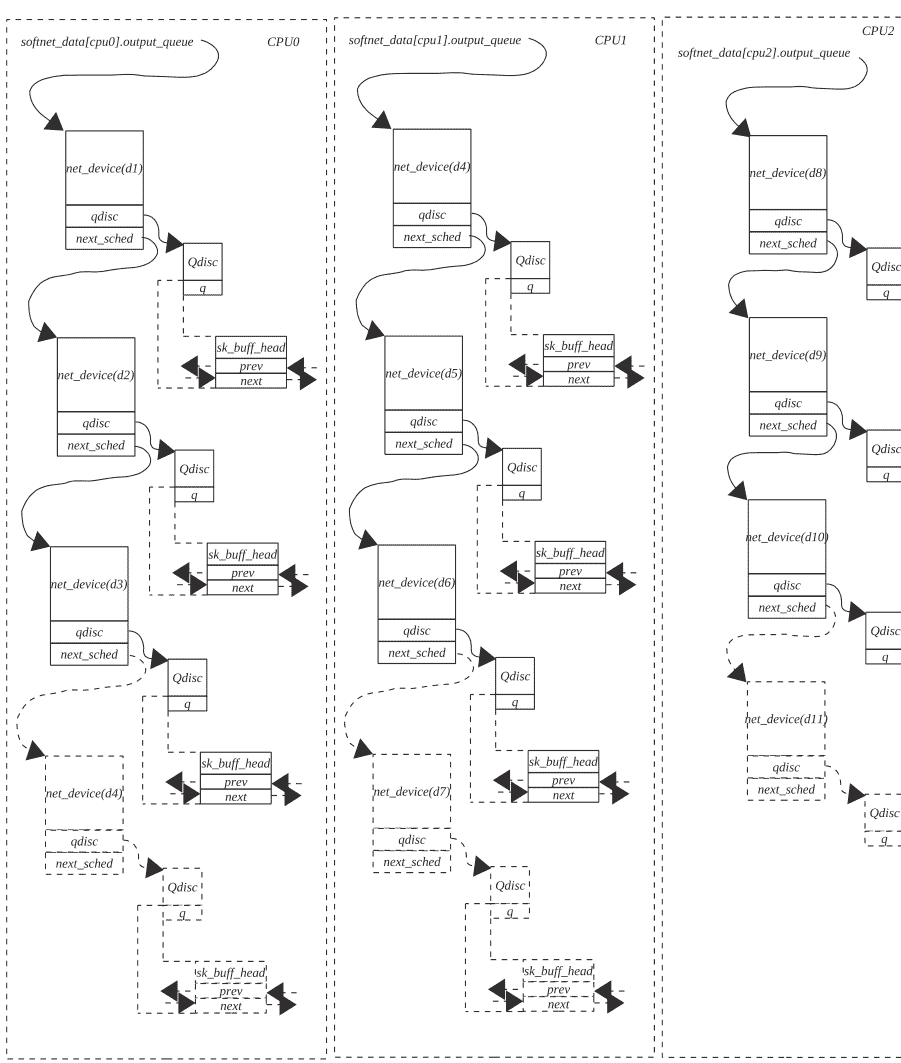 softnet_data[cpu0].output_queue
CPU0
net_device(d1)
qdisc
next_sched
Qdisc
q
sk_buff_head
prev
next
net_device(d2)
qdisc
next_sched
Qdisc
q
sk_buff_head
prev
next
net_device(d3)
qdisc
next_sched
Qdisc
q
sk_buff_head
prev
next
net_device(d4)
qdisc
next_sched
Qdisc
q
sk_buff_head
prev
next
softnet_data[cpu1].output_queue
CPU1
net_device(d4)
qdisc
next_sched
Qdisc
q
sk_buff_head
prev
next
net_device(d5)
qdisc
next_sched
Qdisc
q
sk_buff_head
prev
next
net_device(d6)
qdisc
next_sched
Qdisc
q
sk_buff_head
prev
next
net_device(d7)
qdisc
next_sched
Qdisc
q
sk_buff_head
prev
next
CPU2
softnet_data[cpu2].output_queue
net_device(d8)
qdisc
next_sched
Qdisc
q
net_device(d9)
qdisc
next_sched
Qdisc
q
net_device(d10)
qdisc
next_sched
Qdisc
q
net_device(d11)
qdisc
next_sched
Qdisc
q